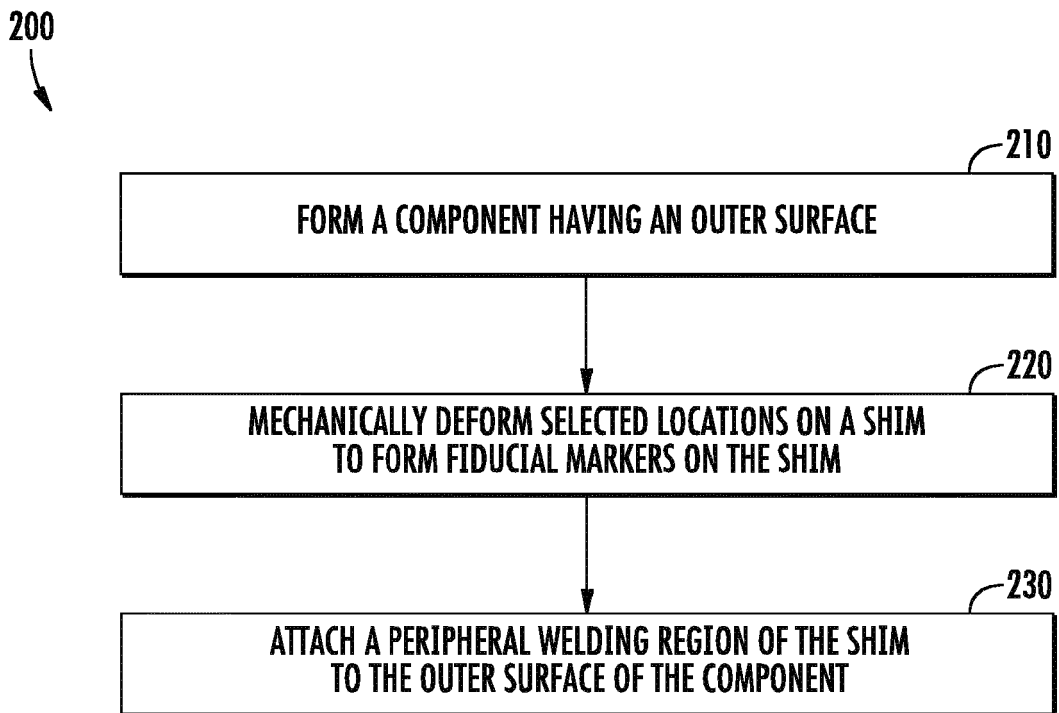 200
210
FORM A COMPONENT HAVING AN OUTER SURFACE
220
MECHANICALLY DEFORM SELECTED LOCATIONS ON A SHIM
TO FORM FIDUCIAL MARKERS ON THE SHIM
230
ATTACH A PERIPHERAL WELDING REGION OF THE SHIM
TO THE OUTER SURFACE OF THE COMPONENT